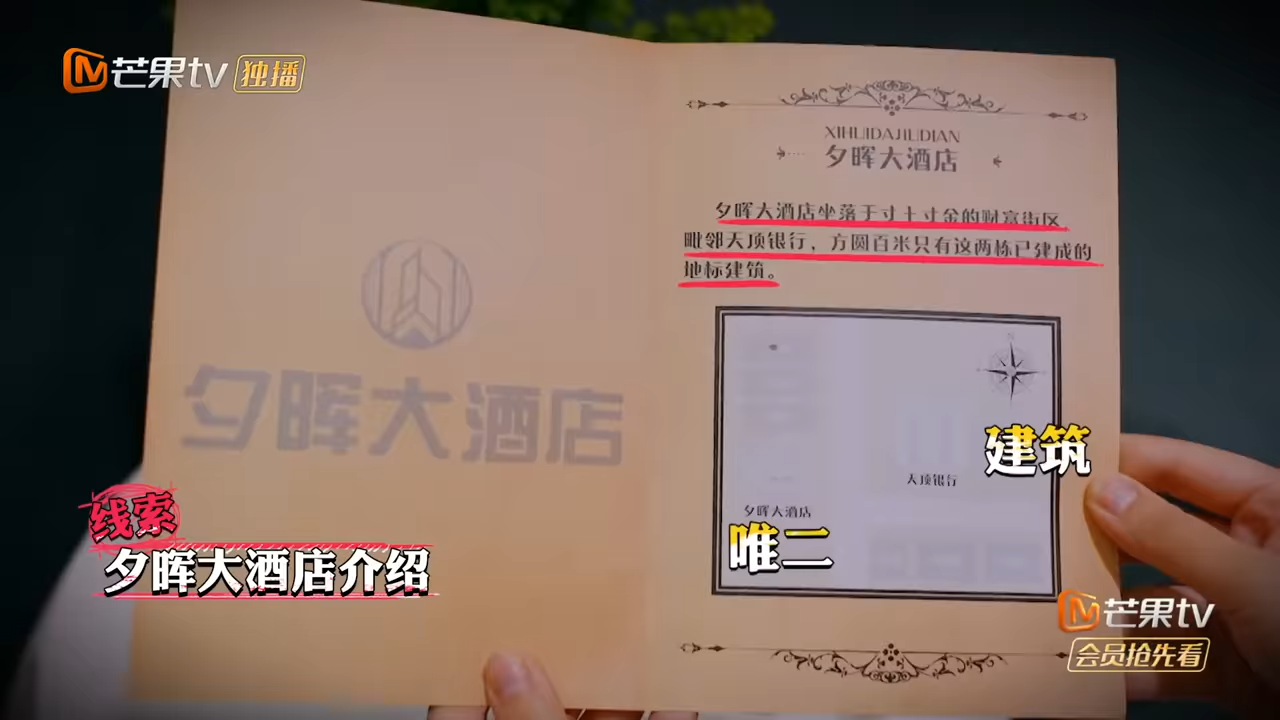 芒果tv 独播
XIHUIDAJIUDIAN
夕晖大酒店
夕晖大酒店坐落于寸土寸金的财富街区,
毗邻天顶银行，方圆百米只有这两栋已建成的
地标建筑。
N
天顶银行
夕晖大酒店
夕晖大酒店
建筑
唯二
线索
夕晖大酒店介绍
芒果tv
会员抢先看